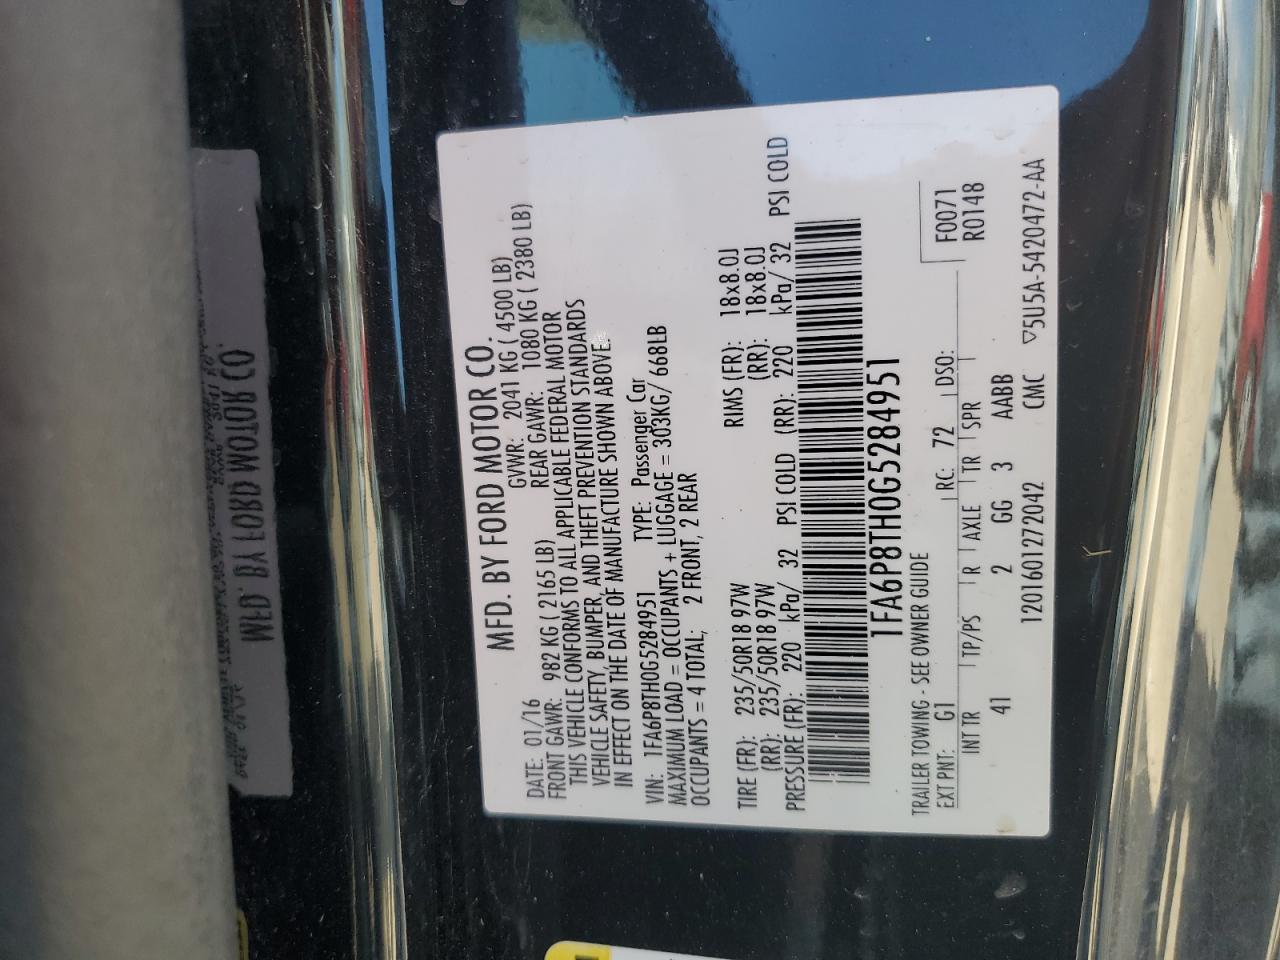 MFD. BY FORD MOTOR CO.
DATE: 01/16 GVWR: 2041 KG ( 4500 LB)
FRONT GAWR: 982 KG ( 2165 LB) REAR GAWR: 1080 KG ( 2380 LB)
THIS VEHICLE CONFORMS TO ALL APPLICABLE FEDERAL MOTOR
VEHICLE SAFETY, BUMPER, AND THEFT PREVENTION STANDARDS
IN EFFECT ON THE DATE OF MANUFACTURE SHOWN ABOVE.
VIN: 1FA6P8TH0G5284951 TYPE: Passenger Car
MAXIMUM LOAD = OCCUPANTS + LUGGAGE = 303KG/ 668LB
OCCUPANTS = 4 TOTAL, 2 FRONT, 2 REAR
TIRE (FR): 235/50R18 97W RIMS (FR): 18x8.0J
(RR): 235/50R18 97W (RR): 18x8.0J
PRESSURE (FR): 220 kPa/ 32 PSI COLD (RR): 220 kPa/ 32 PSI COLD
1FA6P8TH0G5284951
TRAILER TOWING - SEE OWNER GUIDE F0071
EXT PNT: G1 RC: 72 DSO: R0148
INT TR TP/PS R AXLE TR SPR
41 2 GG 3 AABB
1201601272042 CMC ▽5U5A-5420472-AA
MFD. BY FORD MOTOR CO.